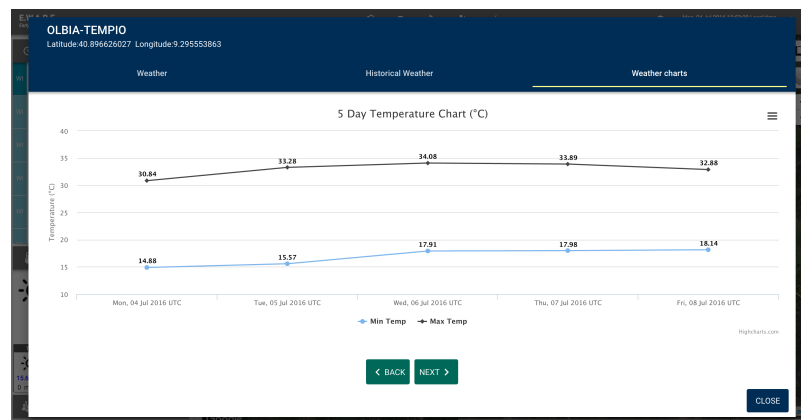 OLBIA-TEMPIO
Latitude:40.896626027 Longitude:9.295553863
Weather Historical Weather Weather charts
5 Day Temperature Chart (°C)
Temperature (°C)
40
35
30
25
20
15
10
30.84 33.28 34.08 33.89 32.88
14.88 15.57 17.91 17.98 18.14
Mon, 04 Jul 2016 UTC Tue, 05 Jul 2016 UTC Wed, 06 Jul 2016 UTC Thu, 07 Jul 2016 UTC Fri, 08 Jul 2016 UTC
Min Temp Max Temp
Highcharts.com
BACK NEXT
CLOSE